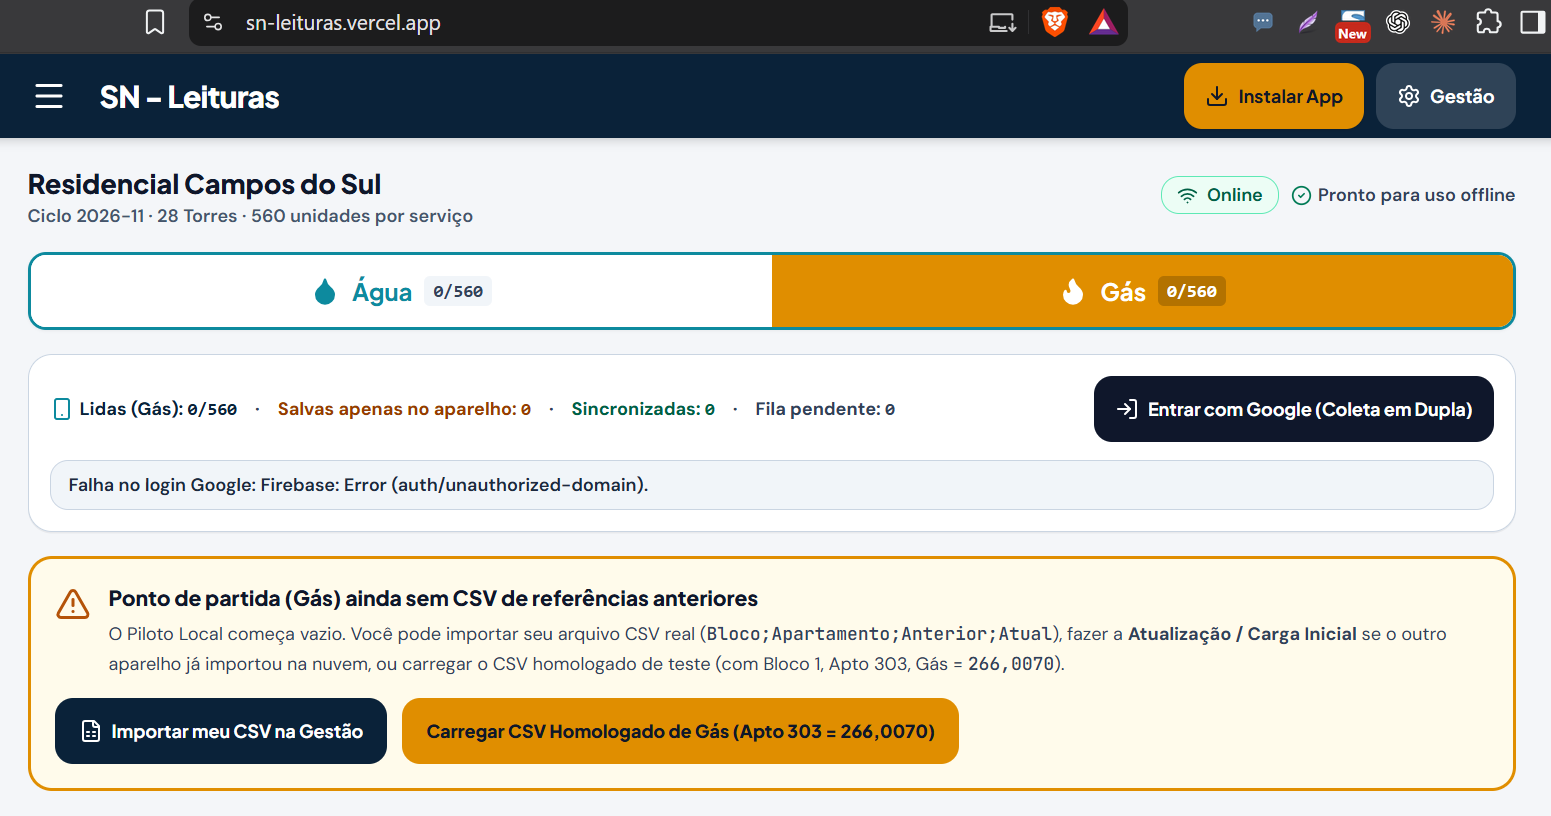 sn-leituras.vercel.app
New
SN - Leituras
Instalar App
Gestão
Residencial Campos do Sul
Ciclo 2026-11 · 28 Torres · 560 unidades por serviço
Online
Pronto para uso offline
Água 0/560
Gás 0/560
Lidas (Gás): 0/560 · Salvas apenas no aparelho: 0 · Sincronizadas: 0 · Fila pendente: 0
Entrar com Google (Coleta em Dupla)
Falha no login Google: Firebase: Error (auth/unauthorized-domain).
Ponto de partida (Gás) ainda sem CSV de referências anteriores
O Piloto Local começa vazio. Você pode importar seu arquivo CSV real (Bloco;Apartamento;Anterior;Atual), fazer a Atualização / Carga Inicial se o outro
aparelho já importou na nuvem, ou carregar o CSV homologado de teste (com Bloco 1, Apto 303, Gás = 266,0070).
Importar meu CSV na Gestão
Carregar CSV Homologado de Gás (Apto 303 = 266,0070)